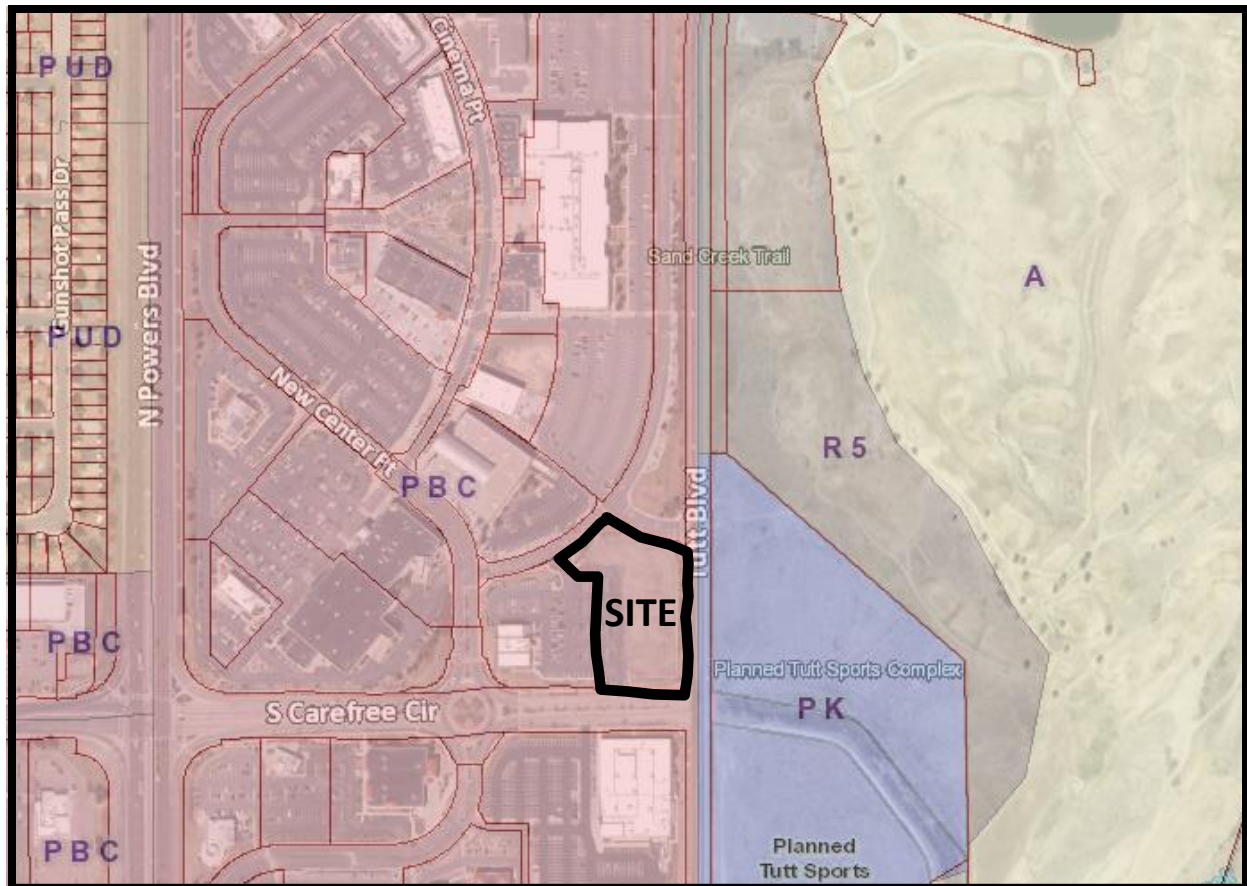 PUD
Cinema Pt
Gunshot Pass Dr
N Powers Blvd
Sand Creek Trail
A
PUD
New Center Pt
R 5
PBC
Tutt Blvd
SITE
PBC
Planned Tutt Sports Complex
PK
S Carefree Cir
PBC
Planned
Tutt Sports